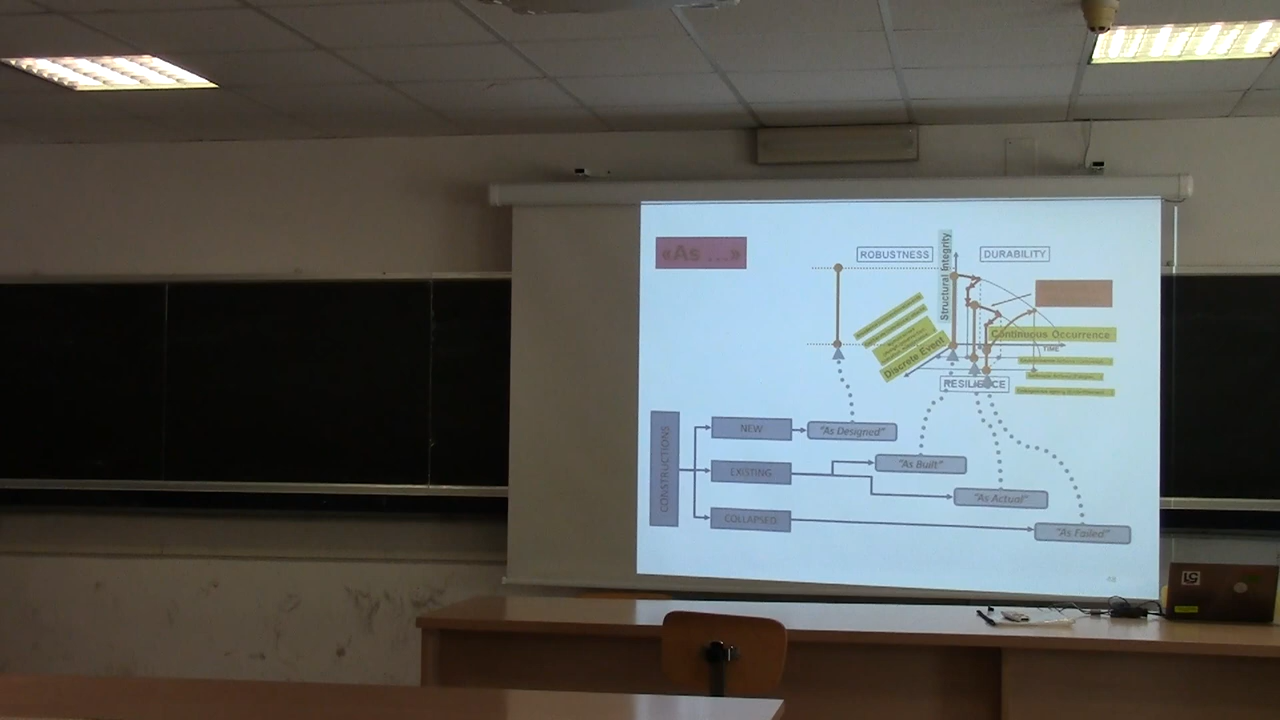 «As ...»
ROBUSTNESS
Structural Integrity
DURABILITY
Discrete Event
Continuous Occurrence
TIME
RESILIENCE
CONSTRUCTIONS
NEW
"As Designed"
EXISTING
"As Built"
"As Actual"
COLLAPSED
"As Failed"
48